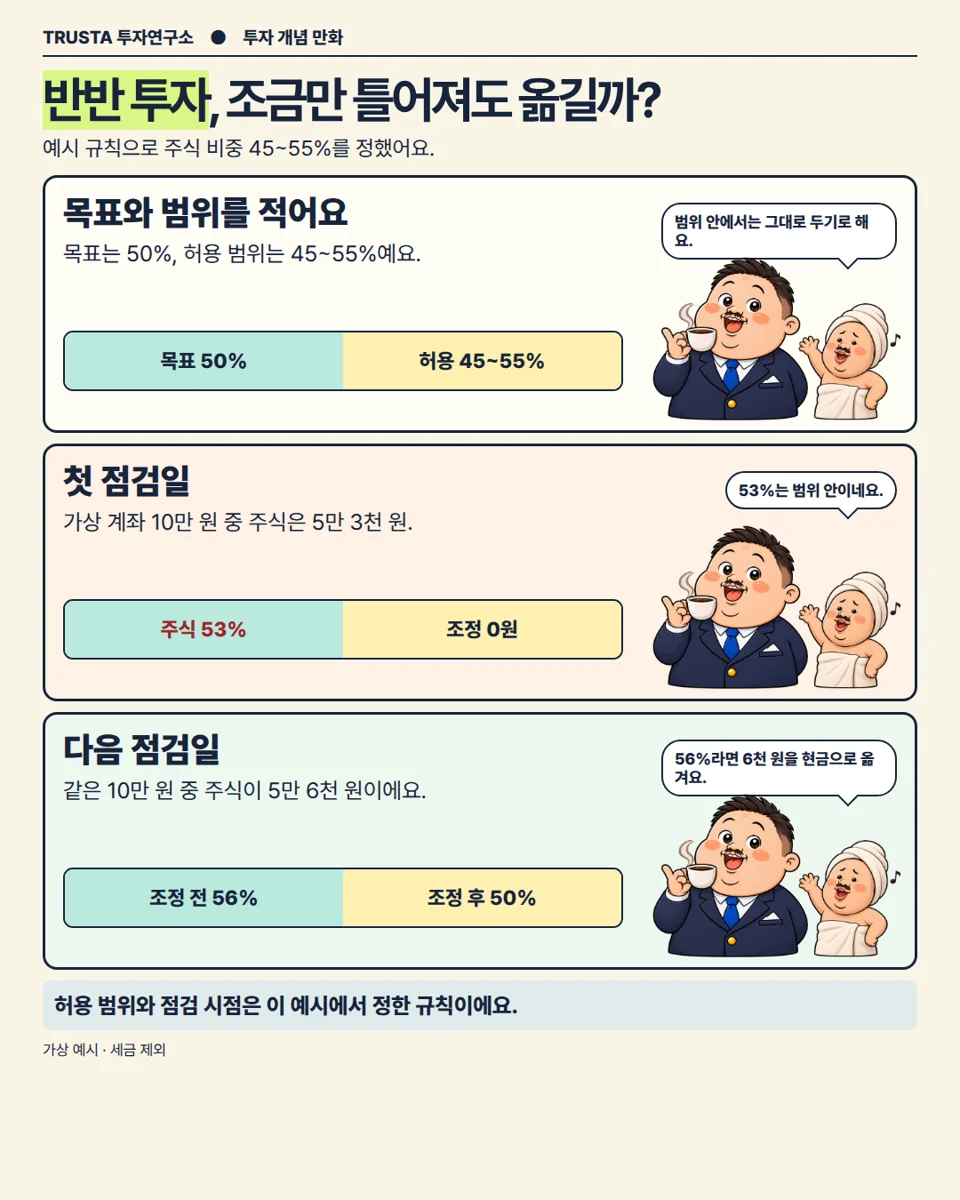 TRUSTA 투자연구소 ● 투자 개념 만화
반반 투자, 조금만 틀어져도 옮길까?
예시 규칙으로 주식 비중 45~55%를 정했어요.
목표와 범위를 적어요
목표는 50%, 허용 범위는 45~55%예요.
범위 안에서는 그대로 두기로 해
요.
목표 50%
허용 45~55%
첫 점검일
가상 계좌 10만 원 중 주식은 5만 3천 원.
53%는 범위 안이네요.
주식 53%
조정 0원
다음 점검일
같은 10만 원 중 주식이 5만 6천 원이에요.
56%라면 6천 원을 현금으로 옮
겨요.
조정 전 56%
조정 후 50%
허용 범위와 점검 시점은 이 예시에서 정한 규칙이에요.
가상 예시 · 세금 제외